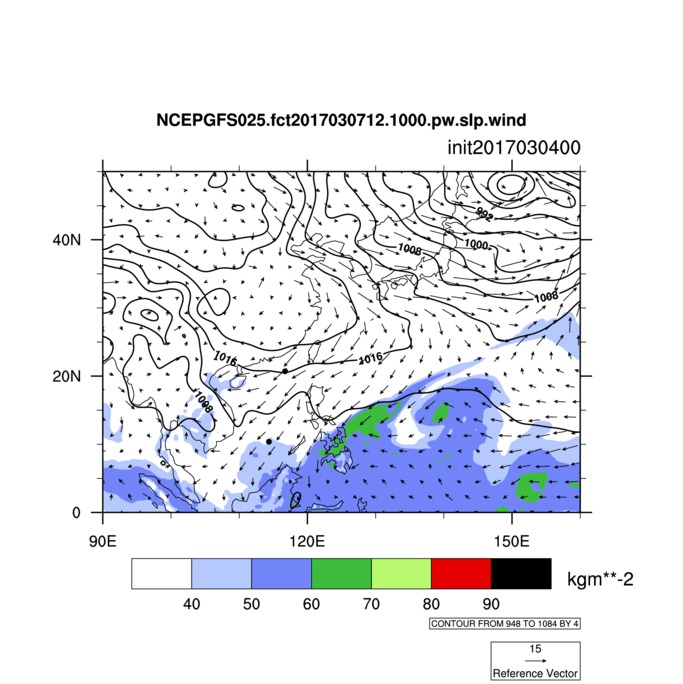 NCEPGFS025.fct2017030712.1000.pw.slp.wind
init2017030400
992
1008
1000
40N
1008
1016
1016
20N
1008
0
90E 120E 150E
40 50 60 70 80 90
kgm**-2
CONTOUR FROM 948 TO 1084 BY 4
15
Reference Vector